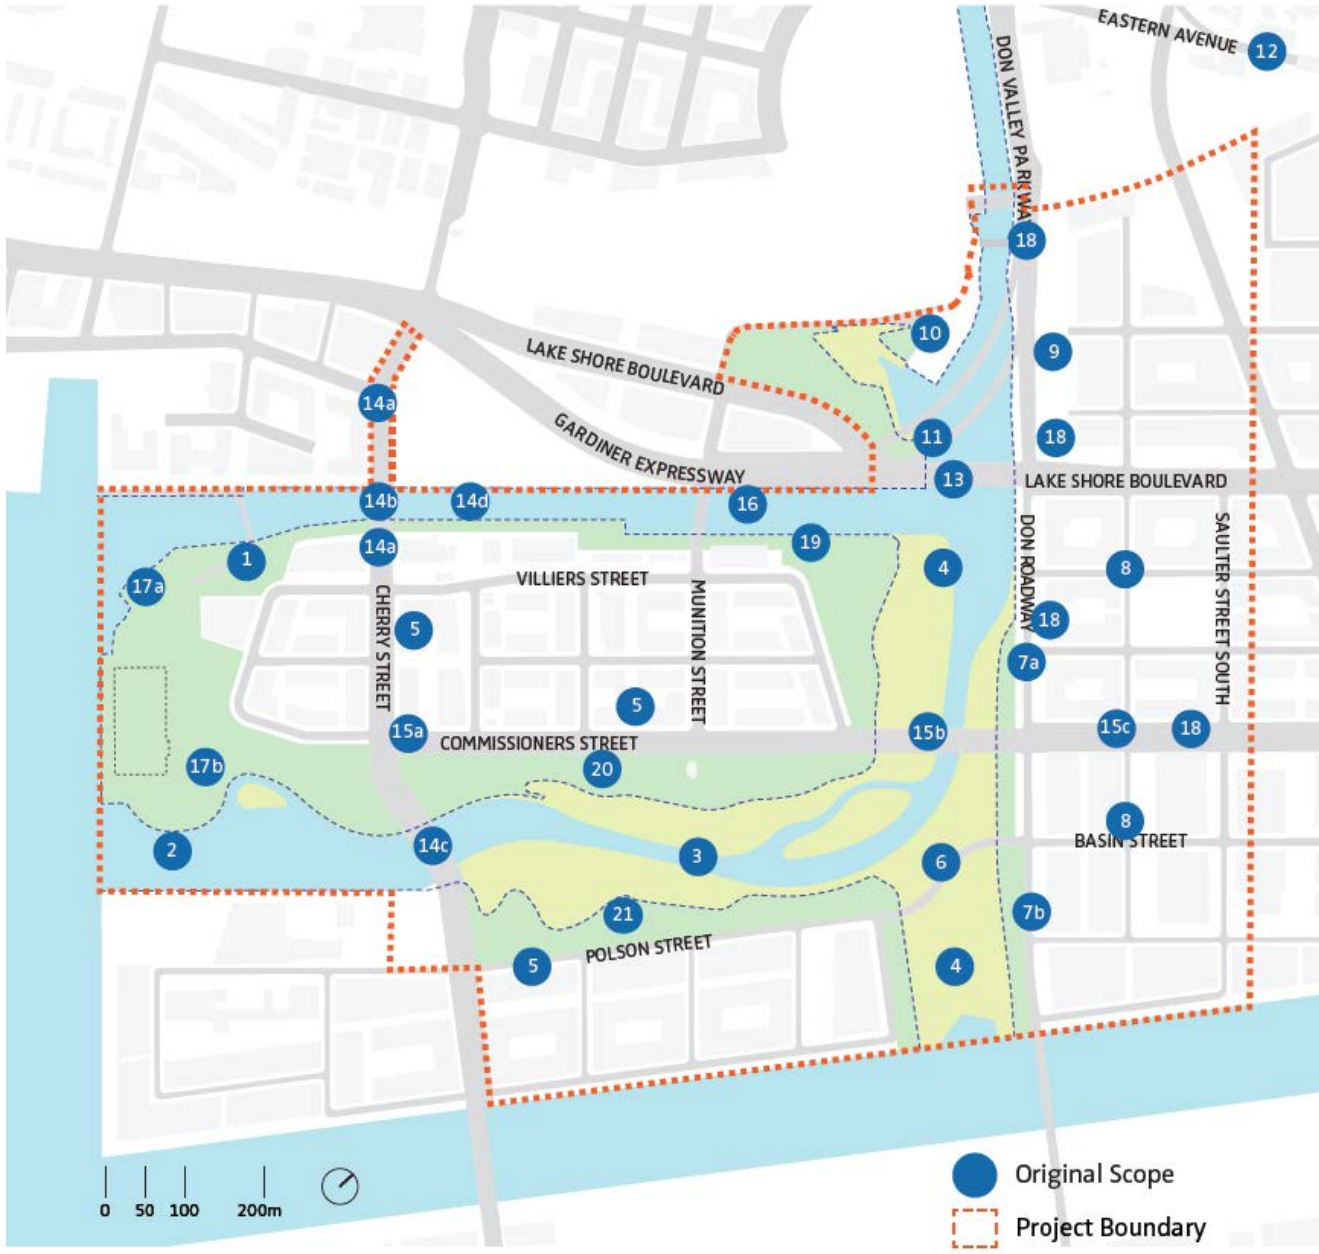 EASTERN AVENUE
12
DON VALLEY PARKWAY
18
10
9
LAKE SHORE BOULEVARD
14a
GARDINER EXPRESSWAY
11
18
13
LAKE SHORE BOULEVARD
14b
14d
16
1
14a
19
4
8
17a
VILLIERS STREET
CHERRY STREET
MUNITION STREET
DON ROADWAY
SAULTER STREET SOUTH
5
18
7a
5
15a
COMMISSIONERS STREET
15b
15c
18
17b
20
2
14c
3
6
8
BASIN STREET
21
7b
POLSON STREET
5
4
0 50 100 200m
Original Scope
Project Boundary